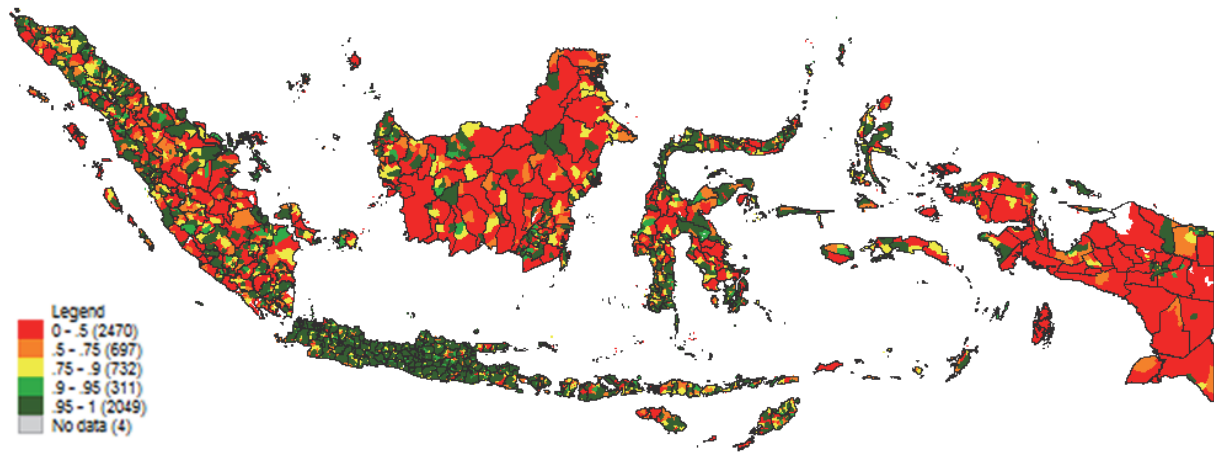 Legend
0 - .5 (2470)
.5 - .75 (697)
.75 - .9 (732)
.9 - .95 (311)
.95 - 1 (2049)
No data (4)